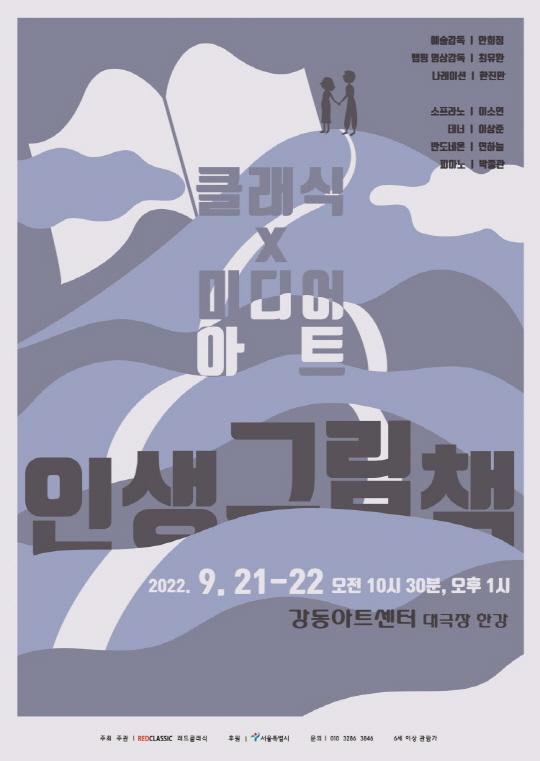 예술감독 | 안희정
맵핑 영상감독 | 최유환
나레이션 | 한진만
소프라노 | 이소연
테너 | 이상준
반도네온 | 연하늘
피아노 | 박종관
클래식
X
미디어
아트
인생그림책
2022. 9. 21-22 오전 10시 30분, 오후 1시
강동아트센터 대극장 한강
주최 주관 | REDCLASSIC 레드클래식 후원 | 서울특별시 문의 | 010 3286 3846 6세 이상 관람가